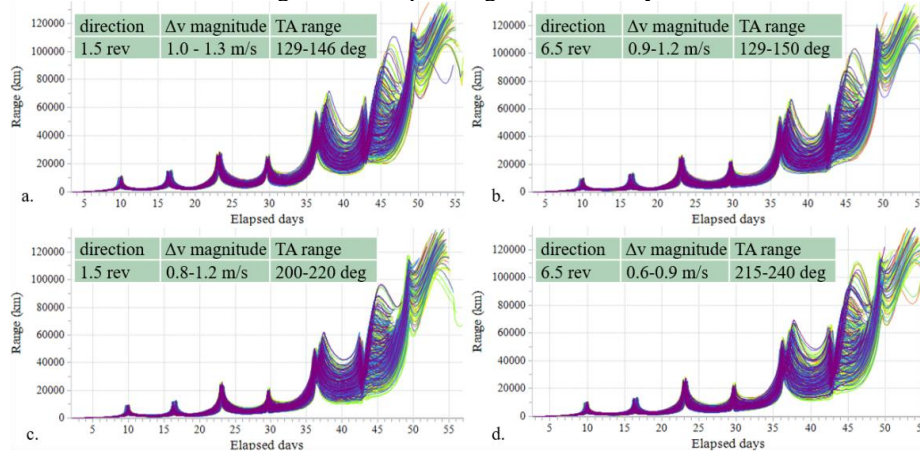 direction Δv magnitude TA range
1.5 rev 1.0 - 1.3 m/s 129-146 deg
120000
100000
80000
60000
40000
20000
0
Range (km)
5 10 15 20 25 30 35 40 45 50 55
Elapsed days
a.
direction Δv magnitude TA range
6.5 rev 0.9-1.2 m/s 129-150 deg
120000
100000
80000
60000
40000
20000
0
Range (km)
5 10 15 20 25 30 35 40 45 50 55
Elapsed days
b.
direction Δv magnitude TA range
1.5 rev 0.8-1.2 m/s 200-220 deg
120000
100000
80000
60000
40000
20000
0
Range (km)
5 10 15 20 25 30 35 40 45 50 55
Elapsed days
c.
direction Δv magnitude TA range
6.5 rev 0.6-0.9 m/s 215-240 deg
120000
100000
80000
60000
40000
20000
0
Range (km)
5 10 15 20 25 30 35 40 45 50
Elapsed days
d.